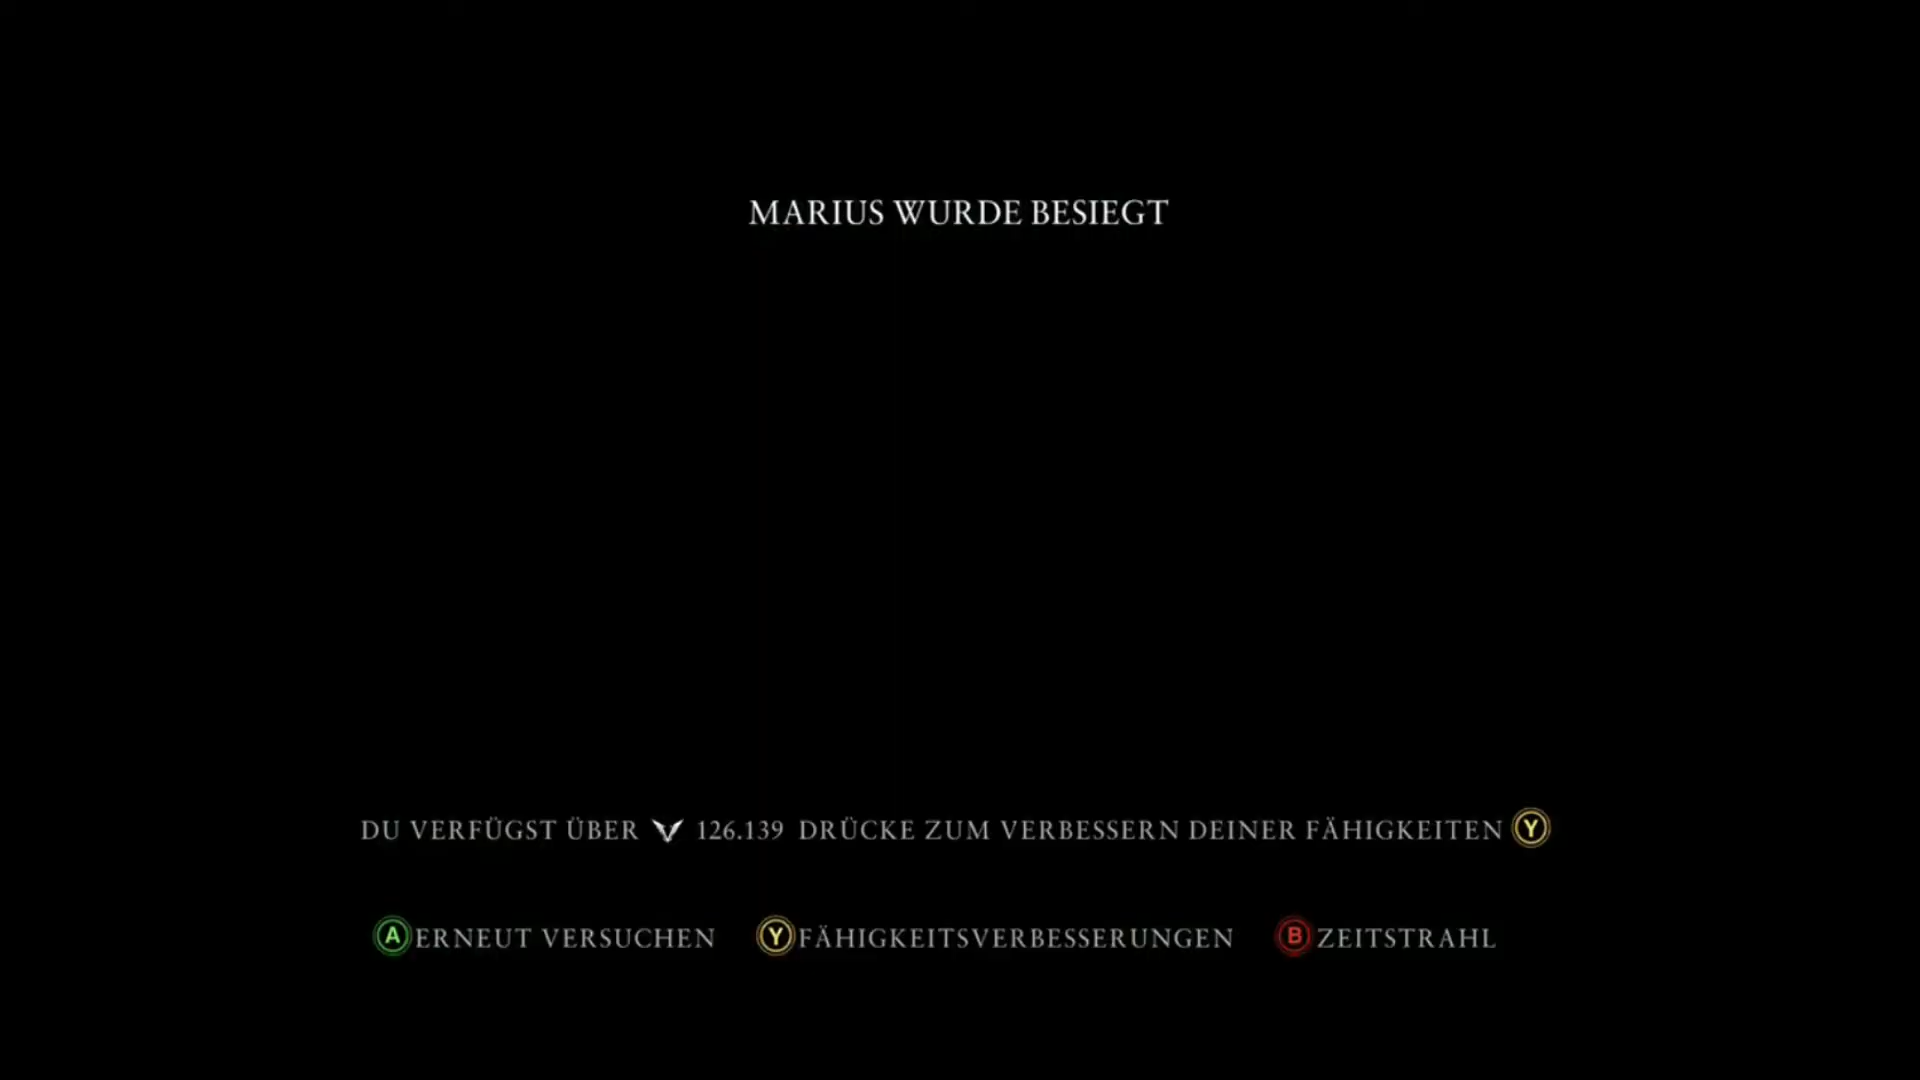 MARIUS WURDE BESIEGT
DU VERFÜGST ÜBER 126.139 DRÜCKE ZUM VERBESSERN DEINER FÄHIGKEITEN Y
A ERNEUT VERSUCHEN Y FÄHIGKEITSVERBESSERUNGEN B ZEITSTRAHL